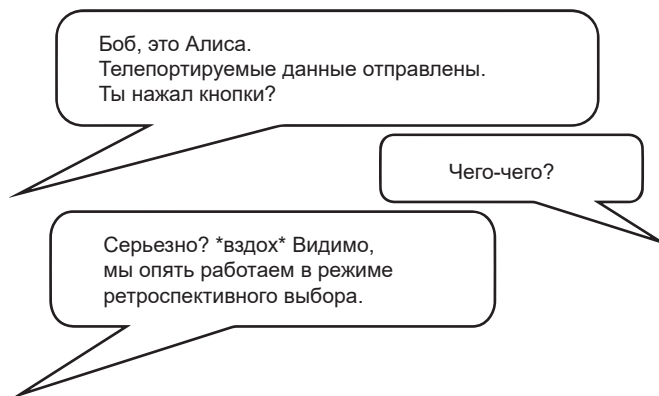 Боб, это Алиса.
Телепортируемые данные отправлены.
Ты нажал кнопки?
Чего-чего?
Серьезно? *вздох* Видимо,
мы опять работаем в режиме
ретроспективного выбора.